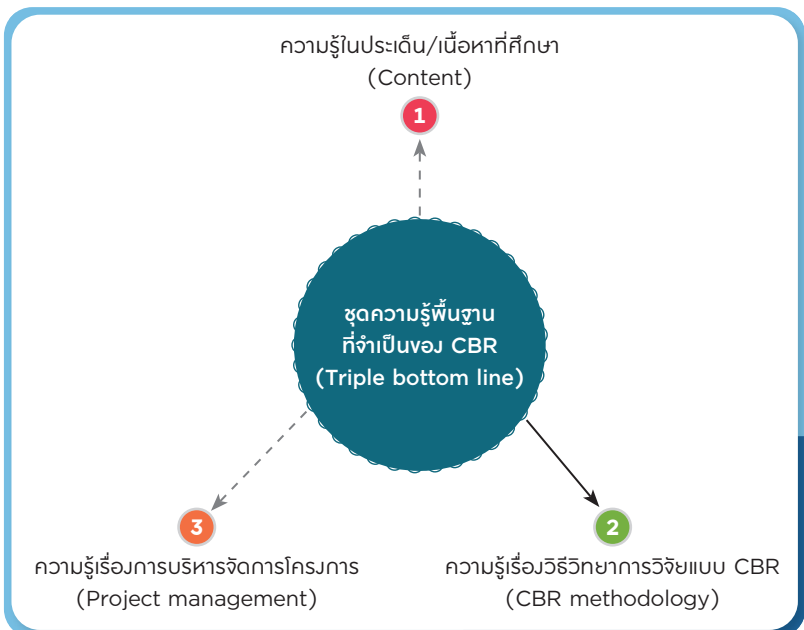 ความรู้ในประเด็น/เนื้อหาที่ศึกษา
(Content)
1
ชุดความรู้พื้นฐาน
ที่จำเป็นของ CBR
(Triple bottom line)
3
ความรู้เรื่องการบริหารจัดการโครงการ
(Project management)
2
ความรู้เรื่องวิธีวิทยาการวิจัยแบบ CBR
(CBR methodology)